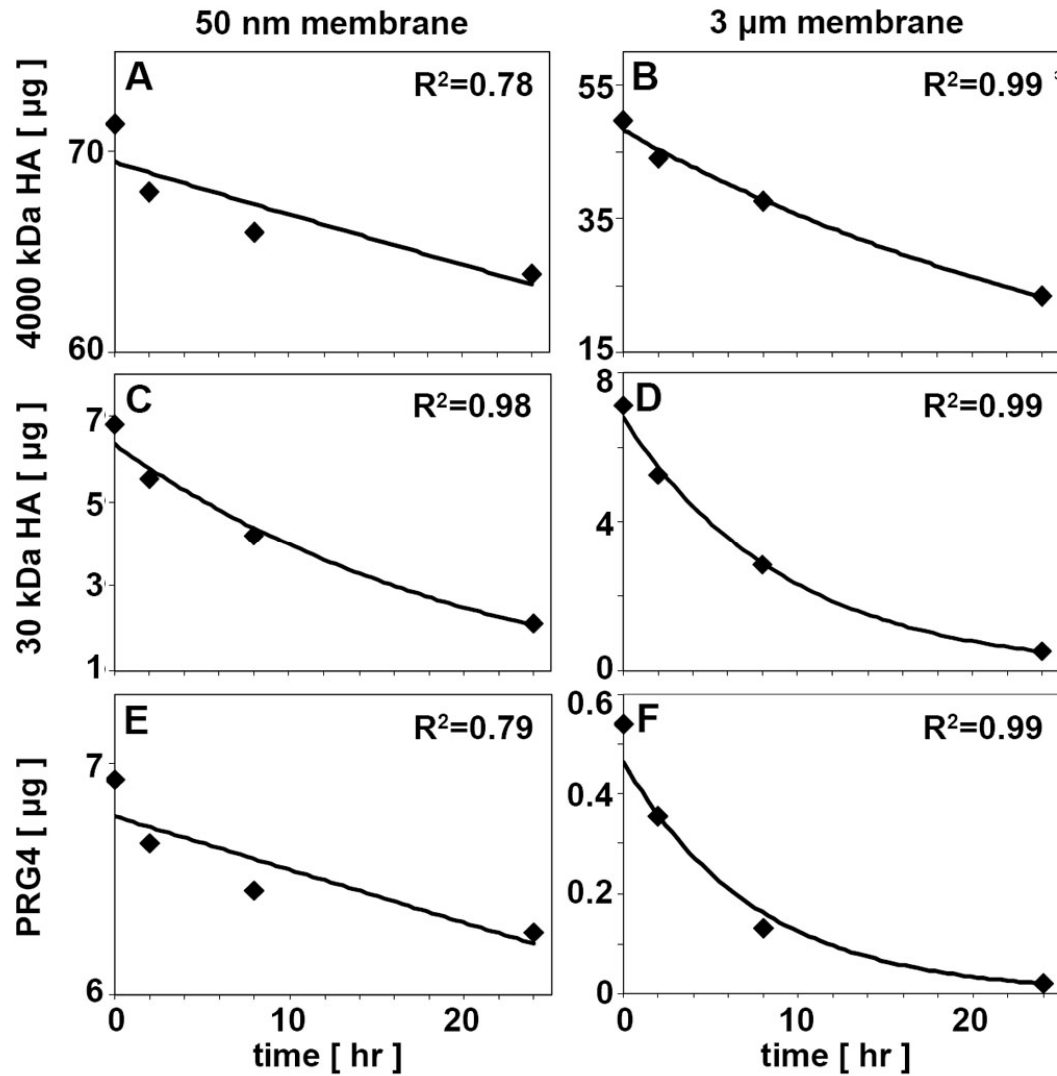 50 nm membrane 3 µm membrane
4000 kDa HA [ µg ]
A
R²=0.78
70
60
B
R²=0.99
55
35
15
30 kDa HA [ µg ]
C
R²=0.98
7
5
3
1
D
R²=0.99
8
4
0
PRG4 [ µg ]
E
R²=0.79
7
6
0 10 20
time [ hr ]
F
R²=0.99
0.6
0.4
0.2
0
0 10 20
time [ hr ]